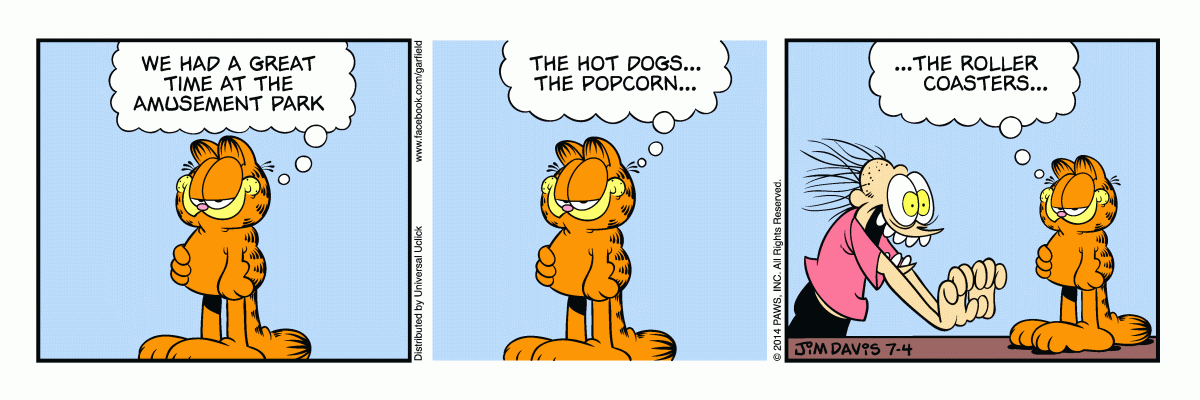 WE HAD A GREAT
TIME AT THE
AMUSEMENT PARK
www.facebook.com/garfield
Distributed by Universal Uclick
THE HOT DOGS...
THE POPCORN...
© 2014 PAWS, INC. All Rights Reserved.
...THE ROLLER
COASTERS...
JIM DAVIS 7-4